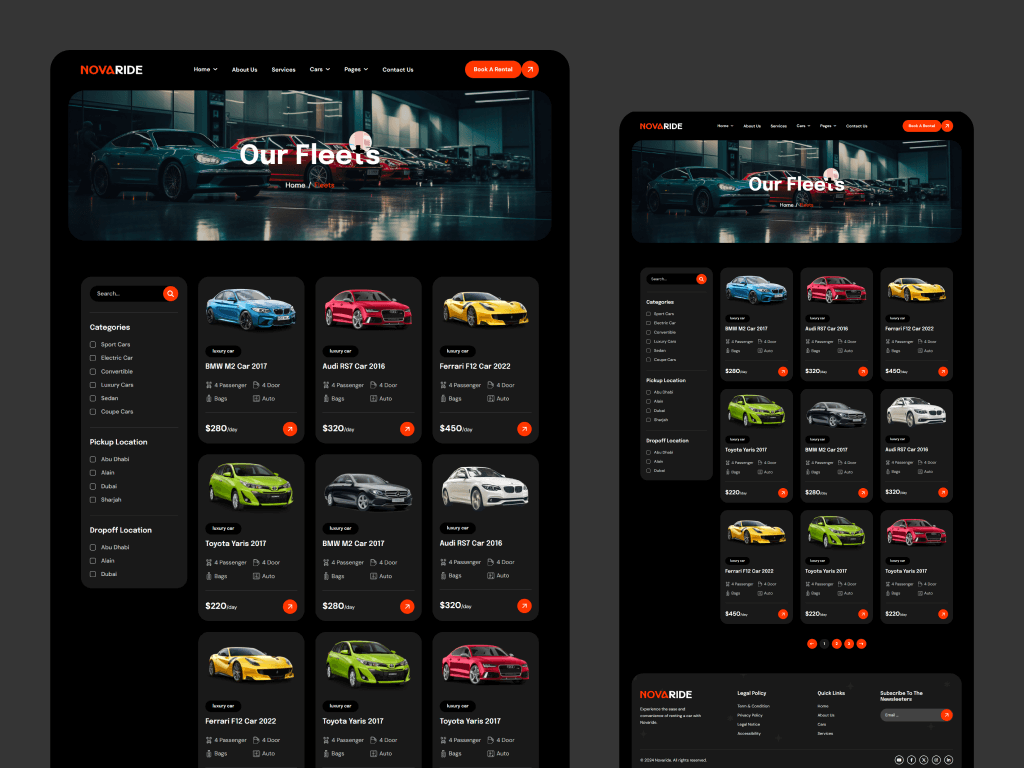 NOVARIDE
Home About Us Services Cars Pages Contact Us
Book A Rental
Our Fleets
Home / Fleets
Search...
Categories
Sport Cars
Electric Car
Convertible
Luxury Cars
Sedan
Coupe Cars
Pickup Location
Abu Dhabi
Alain
Dubai
Sharjah
Dropoff Location
Abu Dhabi
Alain
Dubai
luxury car luxury car luxury car
BMW M2 Car 2017 Audi RS7 Car 2016 Ferrari F12 Car 2022
4 Passenger 4 Door 4 Passenger 4 Door 4 Passenger 4 Door
Bags Auto Bags Auto Bags Auto
$280/day $320/day $450/day
luxury car luxury car luxury car
Toyota Yaris 2017 BMW M2 Car 2017 Audi RS7 Car 2016
4 Passenger 4 Door 4 Passenger 4 Door 4 Passenger 4 Door
Bags Auto Bags Auto Bags Auto
$220/day $280/day $320/day
luxury car luxury car luxury car
Ferrari F12 Car 2022 Toyota Yaris 2017 Toyota Yaris 2017
4 Passenger 4 Door 4 Passenger 4 Door 4 Passenger 4 Door
Bags Auto Bags Auto Bags Auto
NOVARIDE
Home About Us Services Cars Pages Contact Us
Book A Rental
Our Fleets
Home / Fleets
Search...
Categories
Sport Cars
Electric Car
Convertible
Luxury Cars
Sedan
Coupe Cars
Pickup Location
Abu Dhabi
Alain
Dubai
Sharjah
Dropoff Location
Abu Dhabi
Alain
Dubai
luxury car luxury car luxury car
BMW M2 Car 2017 Audi RS7 Car 2016 Ferrari F12 Car 2022
4 Passenger 4 Door 4 Passenger 4 Door 4 Passenger 4 Door
Bags Auto Bags Auto Bags Auto
$280/day $320/day $450/day
luxury car luxury car luxury car
Toyota Yaris 2017 BMW M2 Car 2017 Audi RS7 Car 2016
4 Passenger 4 Door 4 Passenger 4 Door 4 Passenger 4 Door
Bags Auto Bags Auto Bags Auto
$220/day $280/day $320/day
luxury car luxury car luxury car
Ferrari F12 Car 2022 Toyota Yaris 2017 Toyota Yaris 2017
4 Passenger 4 Door 4 Passenger 4 Door 4 Passenger 4 Door
Bags Auto Bags Auto Bags Auto
$450/day $220/day $220/day
1 2 3
NOVARIDE
Experience the ease and
convenience of renting a car with
Novaride.
Legal Policy
Term & Condition
Privacy Policy
Legal Notice
Accessibility
Quick Links
Home
About Us
Cars
Services
Subscribe To The
Newsleeters
Email ...
© 2024 Novaride. All rights reserved.